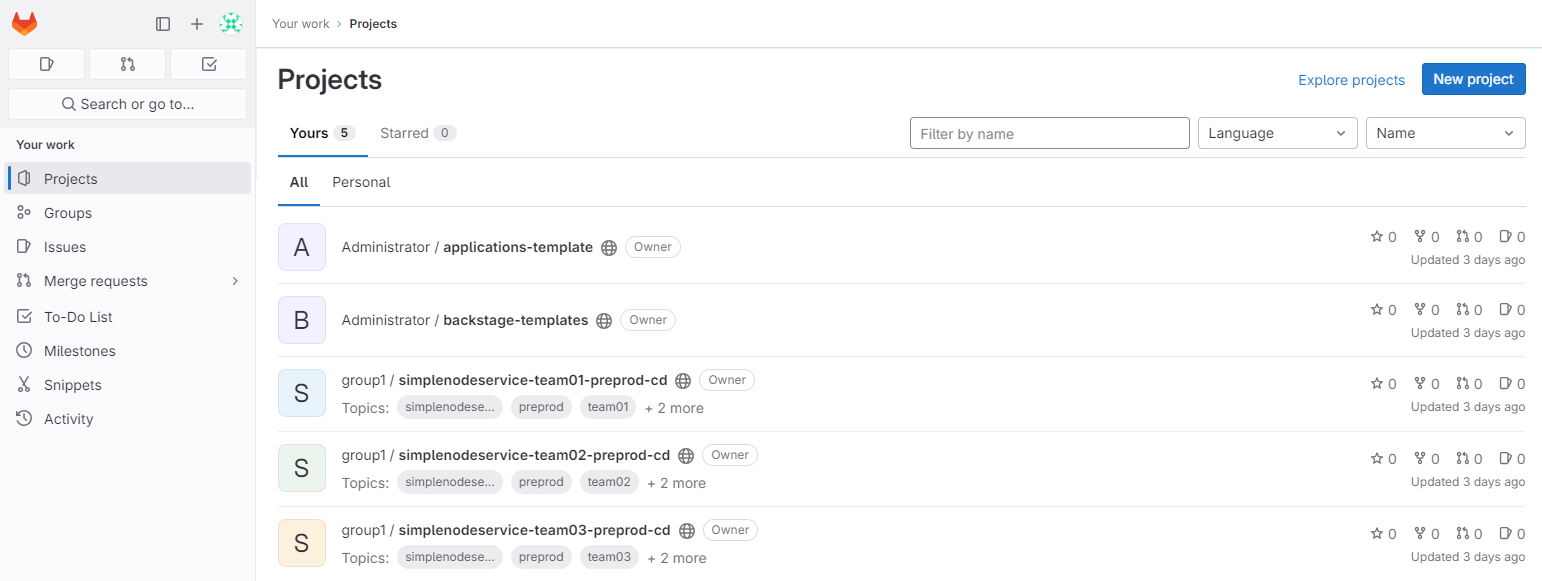 Your work › Projects
Search or go to...
Your work
Projects
Groups
Issues
Merge requests
To-Do List
Milestones
Snippets
Activity
Projects
Explore projects
New project
Yours 5 Starred 0
Filter by name
Language
Name
All Personal
A Administrator / applications-template Owner
0 0 0 0
Updated 3 days ago
B Administrator / backstage-templates Owner
0 0 0 0
Updated 3 days ago
S group1 / simplenodeservice-team01-preprod-cd Owner
Topics: simplenodese... preprod team01 + 2 more
0 0 0 0
Updated 3 days ago
S group1 / simplenodeservice-team02-preprod-cd Owner
Topics: simplenodese... preprod team02 + 2 more
0 0 0 0
Updated 3 days ago
S group1 / simplenodeservice-team03-preprod-cd Owner
Topics: simplenodese... preprod team03 + 2 more
0 0 0 0
Updated 3 days ago